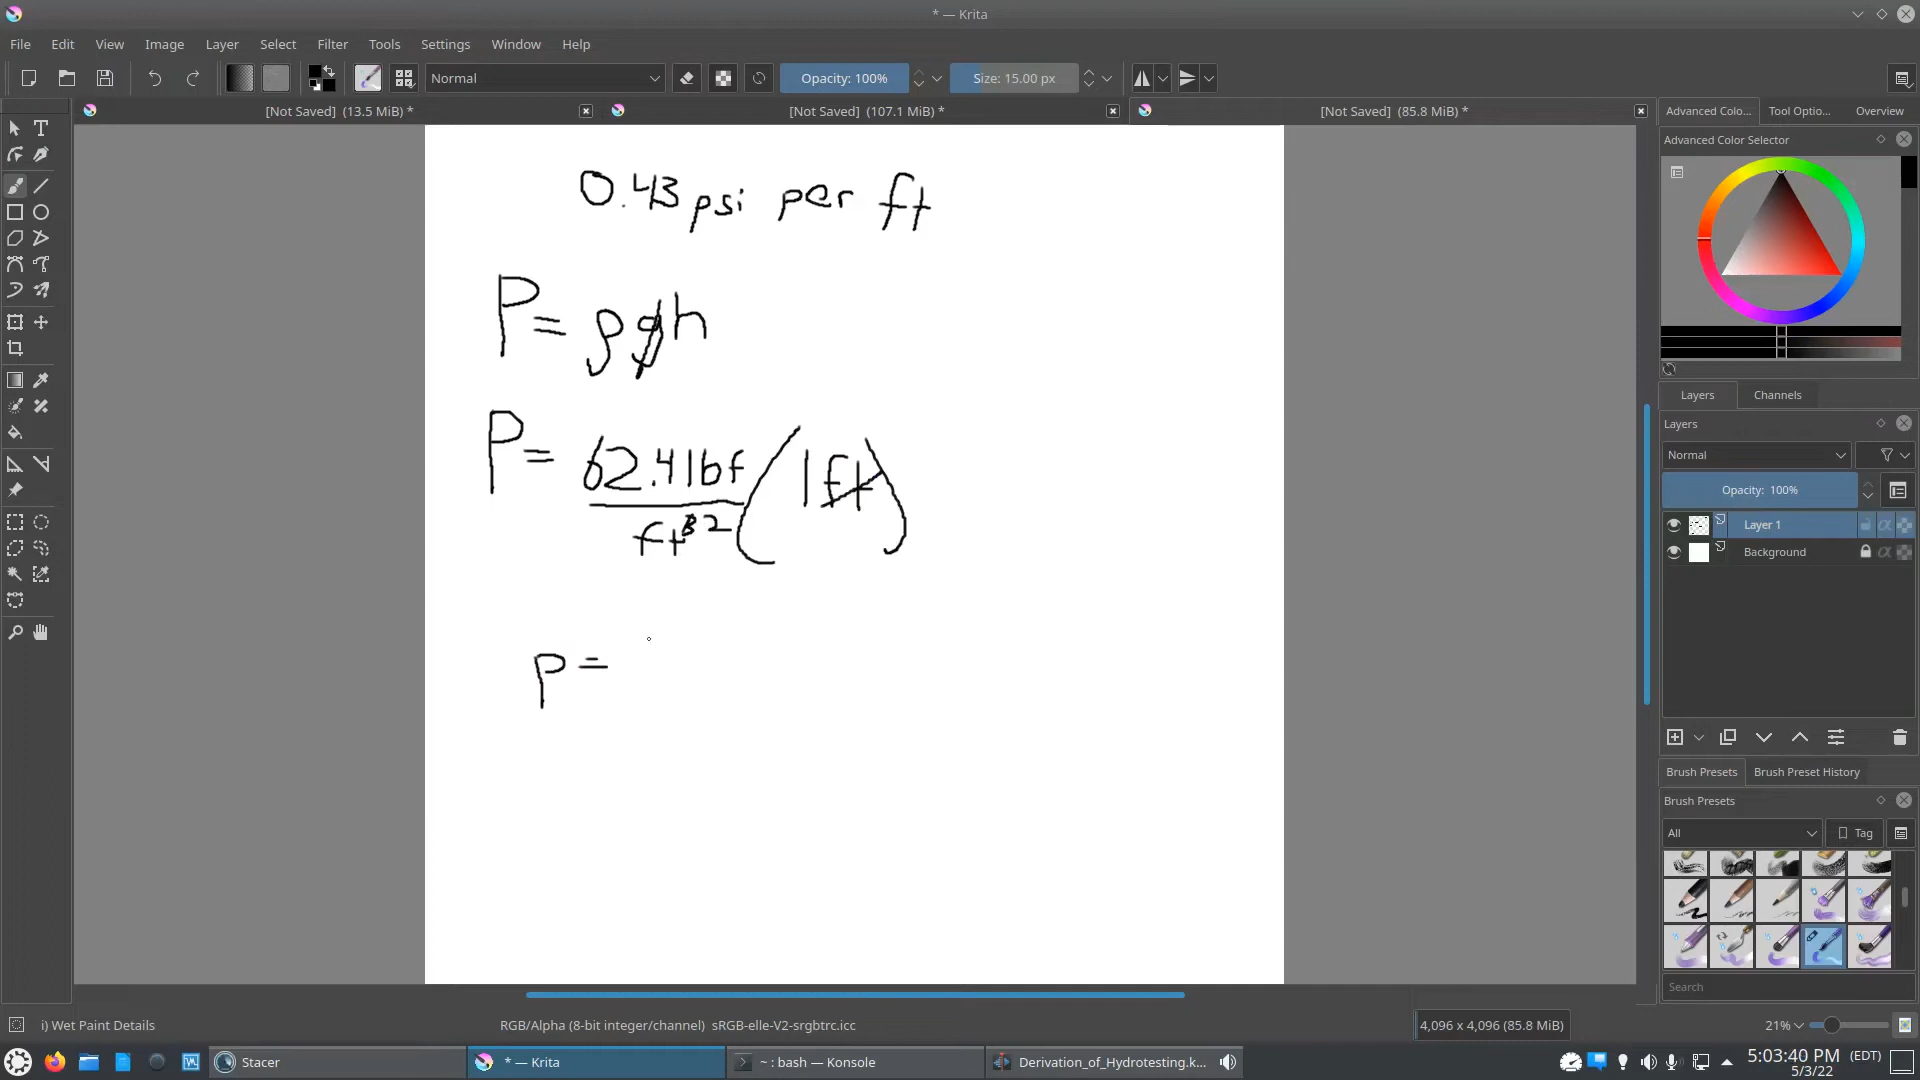 * — Krita
File Edit View Image Layer Select Filter Tools Settings Window Help
Normal Opacity: 100% Size: 15.00 px
[Not Saved] (13.5 MiB) * [Not Saved] (107.1 MiB) * [Not Saved] (85.8 MiB) *
Advanced Colo... Tool Optio... Overview
Advanced Color Selector
0.43 psi per ft
P = ρgh
P = 62.4 lbf (1ft)
ft³ 2
P =
Layers Channels
Layers
Normal
Opacity: 100%
Layer 1
Background
Brush Presets Brush Preset History
Brush Presets
All Tag
Search
i) Wet Paint Details RGB/Alpha (8-bit integer/channel) sRGB-elle-V2-srgbtrc.icc 4,096 x 4,096 (85.8 MiB) 21%
Stacer * — Krita ~ : bash — Konsole Derivation_of_Hydrotesting.k... 5:03:40 PM (EDT)
5/3/22